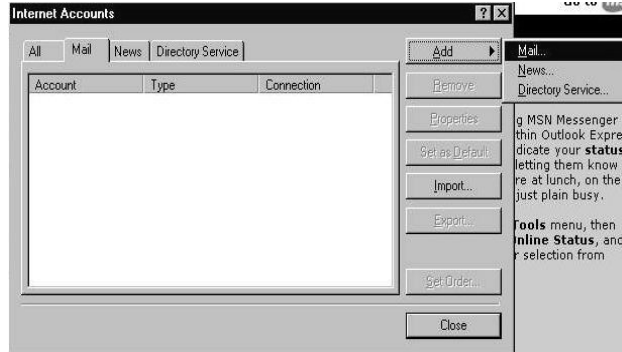 Internet Accounts
All Mail News Directory Service
Account Type Connection
Add
Remove
Properties
Set as Default
Import...
Export...
Set Order...
Close
Mail...
News...
Directory Service...
g MSN Messenger
thin Outlook Expre
dicate your status
letting them know
re at lunch, on the
just plain busy.
Tools menu, then
Online Status, and
r selection from